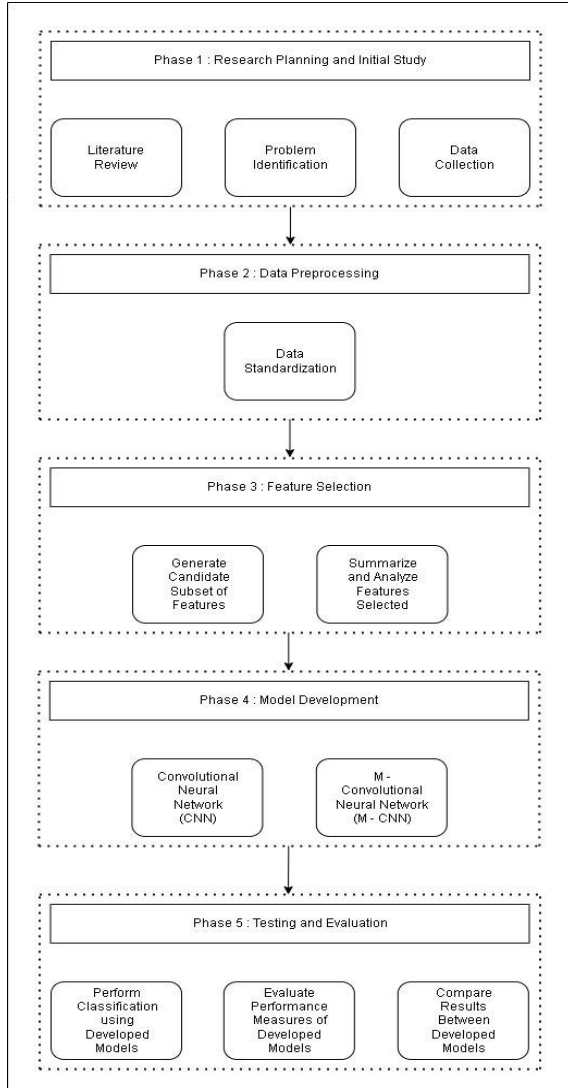 Phase 1 : Research Planning and Initial Study
Literature
Review
Problem
Identification
Data
Collection
Phase 2 : Data Preprocessing
Data
Standardization
Phase 3 : Feature Selection
Generate
Candidate
Subset of
Features
Summarize
and Analyze
Features
Selected
Phase 4 : Model Development
Convolutional
Neural
Network
(CNN)
M -
Convolutional
Neural Network
(M - CNN)
Phase 5 : Testing and Evaluation
Perform
Classification
using
Developed
Models
Evaluate
Performance
Measures of
Developed
Models
Compare
Results
Between
Developed
Models